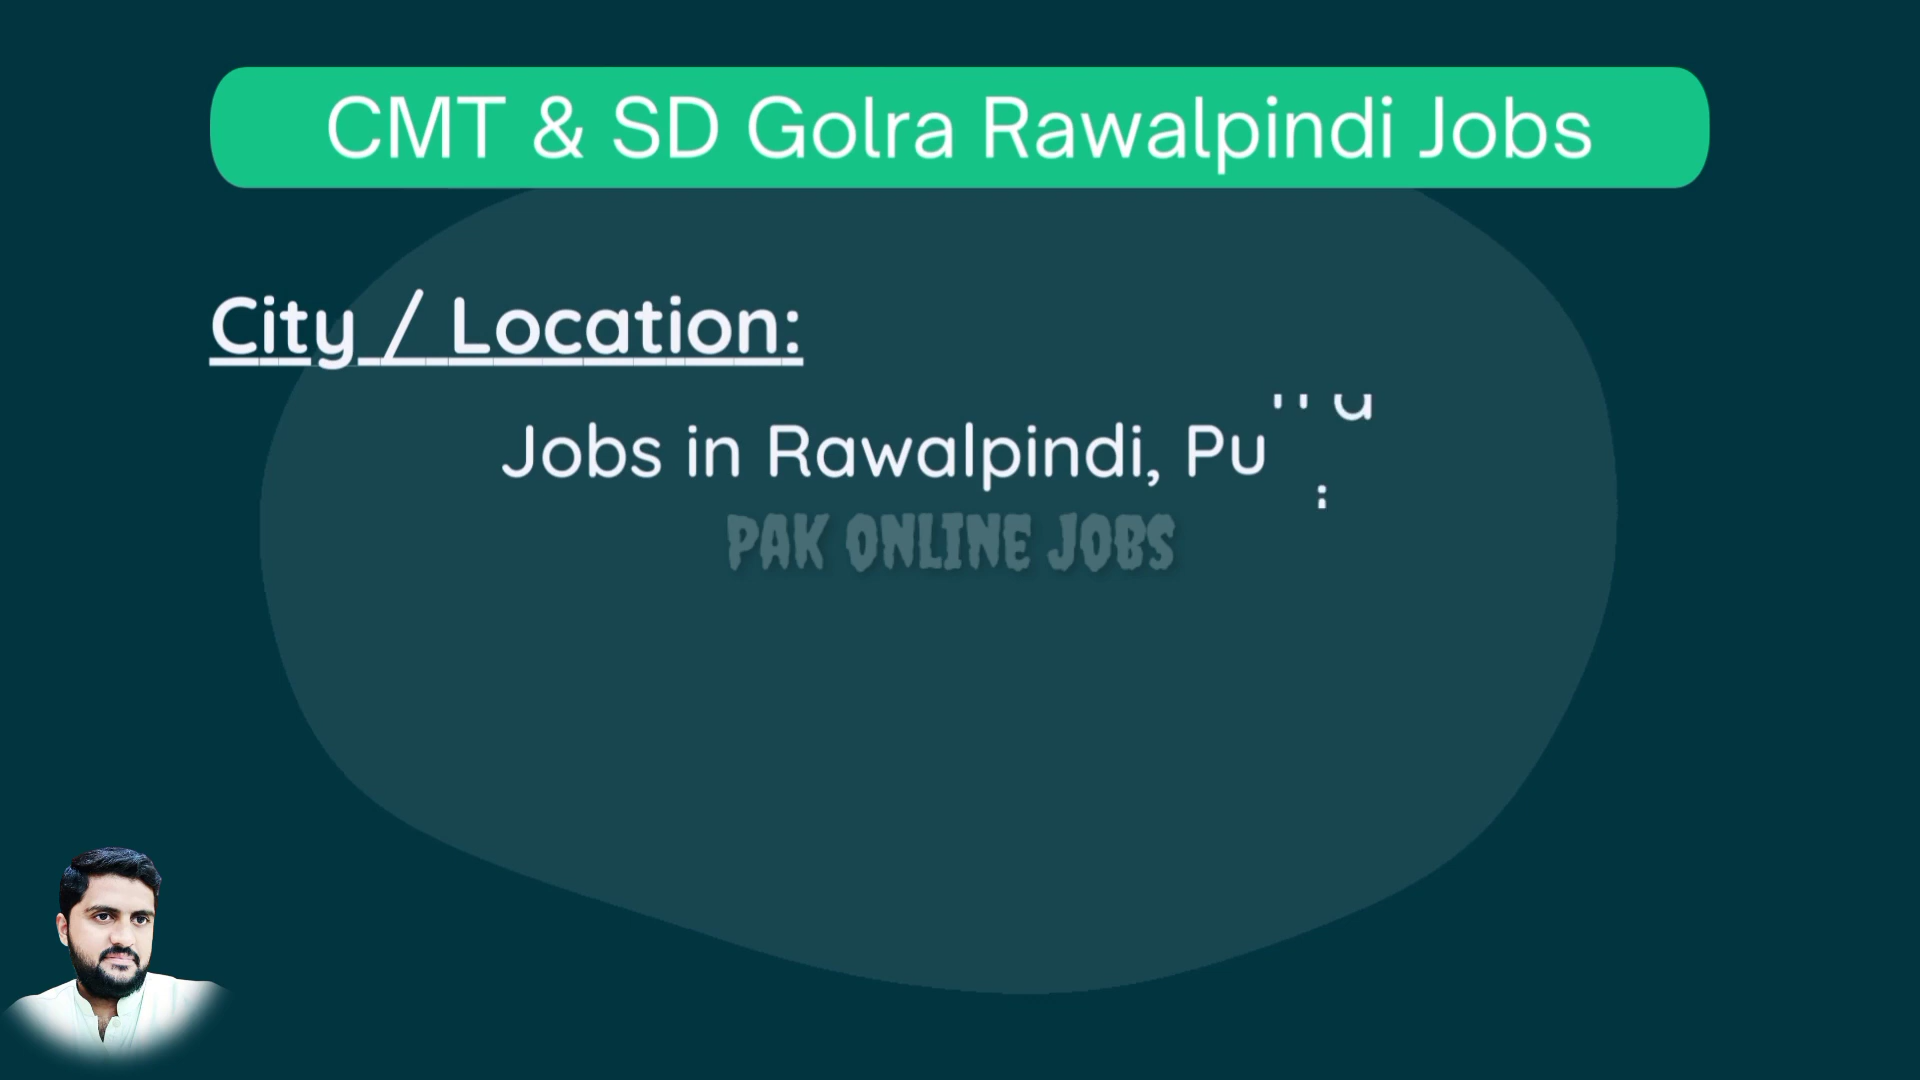 CMT & SD Golra Rawalpindi Jobs
City / Location:
Jobs in Rawalpindi, Pu
PAK ONLINE JOBS